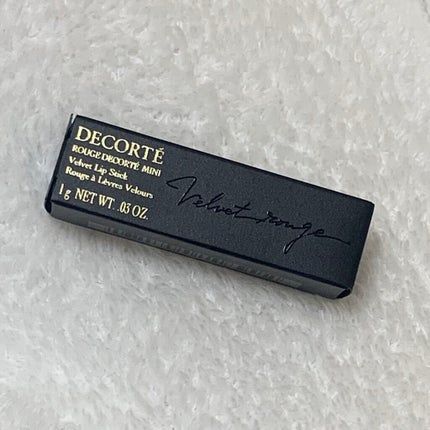 DECORTÉ
ROUGE DECORTÉ MINI
Velvet Lip Stick
Rouge à Lèvres Velours
1g NET WT. .03 OZ.
Velvet rouge